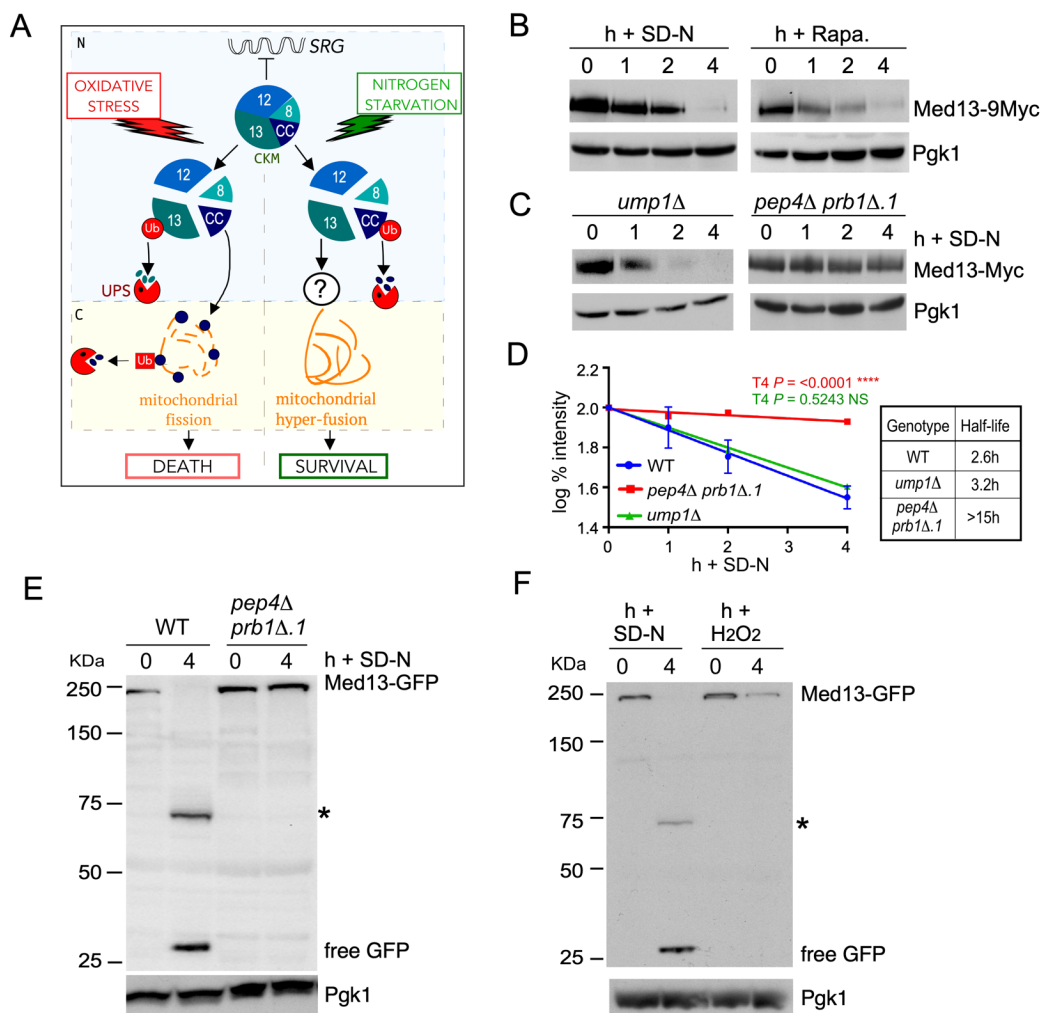 A
N
SRG
OXIDATIVE
STRESS
NITROGEN
STARVATION
12
8
13
CC
CKM
12
8
13
CC
Ub
12
8
13
CC
Ub
UPS
?
C
Ub
mitochondrial
fission
mitochondrial
hyper-fusion
DEATH
SURVIVAL
B
h + SD-N
h + Rapa.
0 1 2 4 0 1 2 4
Med13-9Myc
Pgk1
C
ump1Δ
pep4Δ prb1Δ.1
0 1 2 4 0 1 2 4
h + SD-N
Med13-Myc
Pgk1
D
T4 P = <0.0001 ****
T4 P = 0.5243 NS
log % intensity
2.2
2.0
1.8
1.6
1.4
WT
pep4Δ prb1Δ.1
ump1Δ
0 1 2 3 4
h + SD-N
Genotype Half-life
WT 2.6h
ump1Δ 3.2h
pep4Δ
prb1Δ.1 >15h
E
WT
pep4Δ
prb1Δ.1
KDa
0 4 0 4 h + SD-N
250 Med13-GFP
150
75
*
50
25
free GFP
Pgk1
F
h +
SD-N
h +
H2O2
KDa
0 4 0 4
250 Med13-GFP
150
75
*
50
25
free GFP
Pgk1